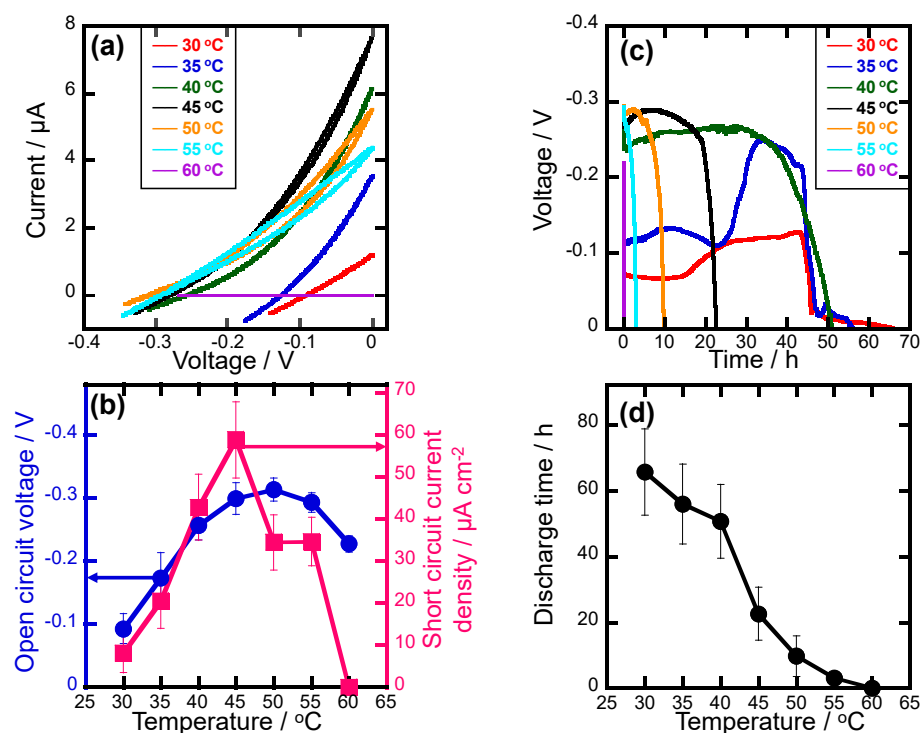 (a)
30 °C
35 °C
40 °C
45 °C
50 °C
55 °C
60 °C
8
6
4
2
0
Current / µA
-0.4 -0.3 -0.2 -0.1 0
Voltage / V
(c)
30 °C
35 °C
40 °C
45 °C
50 °C
55 °C
60 °C
-0.4
-0.3
-0.2
-0.1
0
Voltage / V
0 10 20 30 40 50 60 70
Time / h
(b)
-0.4
-0.3
-0.2
-0.1
0
Open circuit voltage / V
70
60
50
40
30
20
10
0
Short circuit current
density / µA cm-2
25 30 35 40 45 50 55 60 65
Temperature / °C
(d)
80
60
40
20
0
Discharge time / h
25 30 35 40 45 50 55 60 65
Temperature / °C